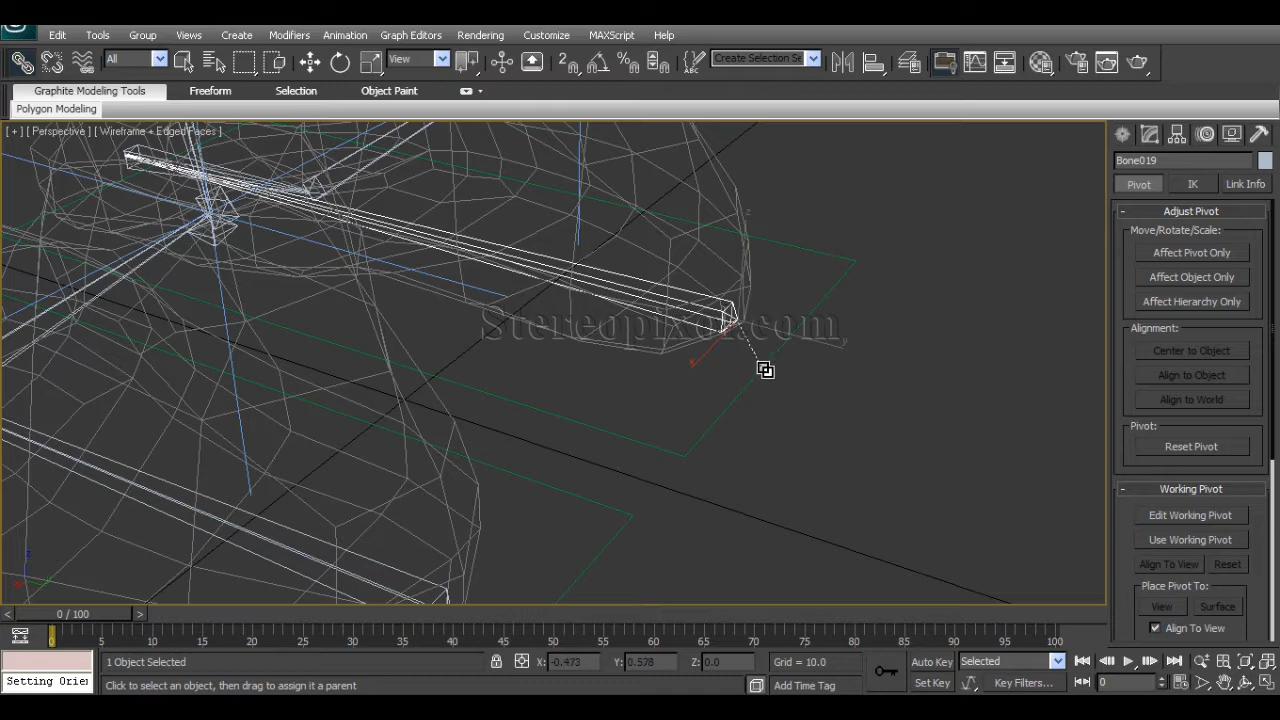 Edit Tools Group Views Create Modifiers Animation Graph Editors Rendering Customize MAXScript Help
All View Create Selection Se
Graphite Modeling Tools Freeform Selection Object Paint
Polygon Modeling
[ + ] [ Perspective ] [ Wireframe + Edged Faces ]
Bone019
Pivot IK Link Info
- Adjust Pivot
Move/Rotate/Scale:
Affect Pivot Only
Affect Object Only
Affect Hierarchy Only
Alignment:
Center to Object
Align to Object
Align to World
Pivot:
Reset Pivot
- Working Pivot
Edit Working Pivot
Use Working Pivot
Align To View Reset
Place Pivot To:
View Surface
Align To View
Stereopixol.com
z
y
x
z
< 0 / 100 >
0 5 10 15 20 25 30 35 40 45 50 55 60 65 70 75 80 85 90 95 100
1 Object Selected X: -0.473 Y: 0.578 Z: 0.0 Grid = 10.0 Auto Key Selected
Setting Orie Click to select an object, then drag to assign it a parent Add Time Tag Set Key Key Filters... 0